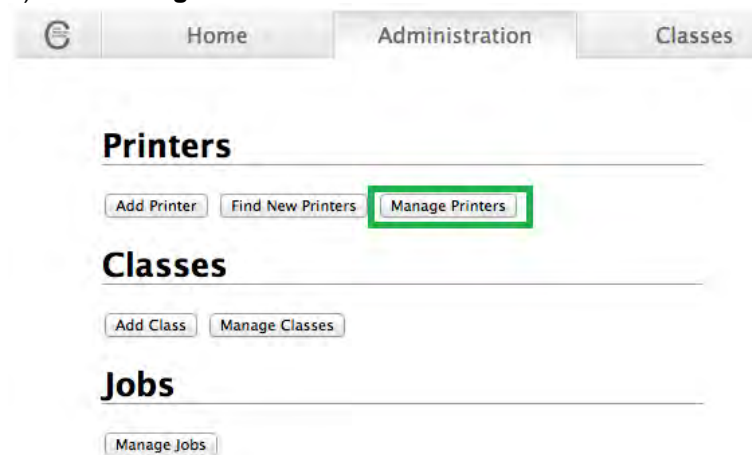 Home Administration Classes
Printers
Add Printer Find New Printers Manage Printers
Classes
Add Class Manage Classes
Jobs
Manage Jobs